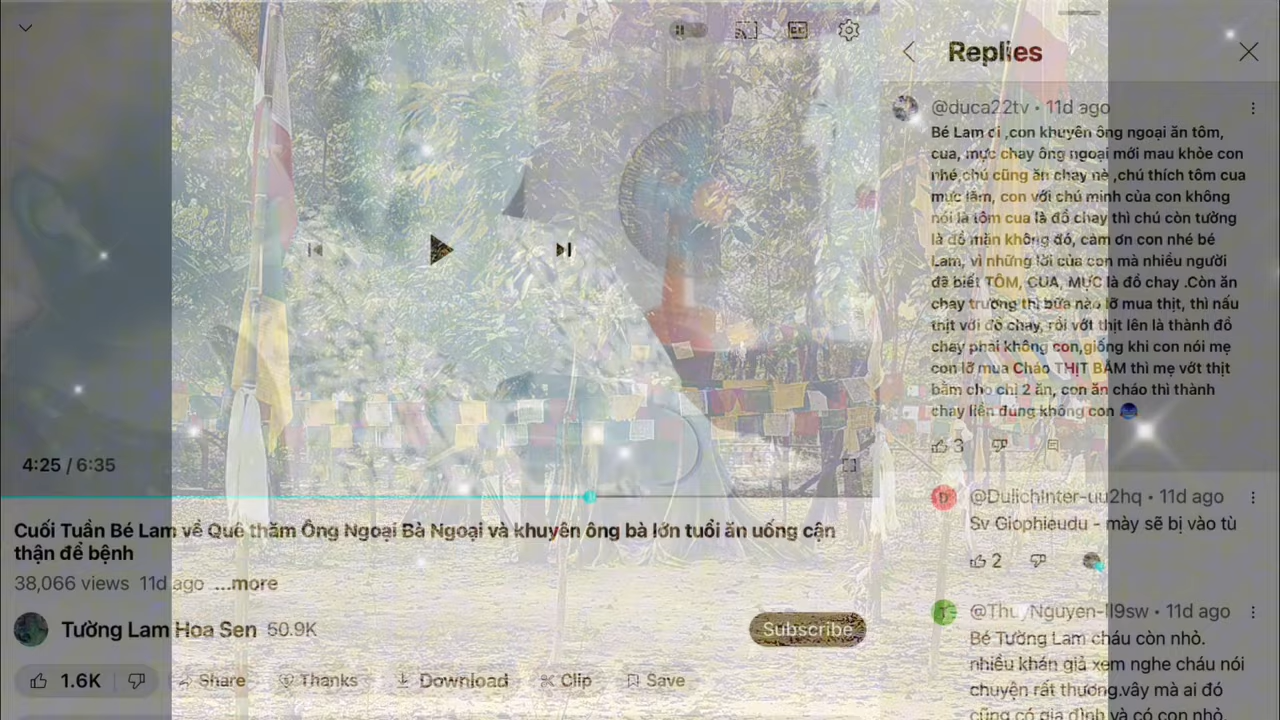 Replies
@duca22tv • 11d ago
Bé Lam ơi ,con khuyên ông ngoại ăn tôm,
cua, mực chay ông ngoại mới mau khỏe con
nhé,chú cũng ăn chay nè ,chú thích tôm cua
mực lắm, con với chú minh của con không
nói là tôm cua là đồ chay thì chú còn tưởng
là đồ mặn không đó, cảm ơn con nhé bé
Lam, vì những lời của con mà nhiều người
đã biết TÔM, CUA, MỰC là đồ chay .Còn ăn
chay trường thì bữa nào lỡ mua thịt, thì nấu
thịt với đồ chay, rồi vớt thịt lên là thành đồ
chay phải không con,giống khi con nói mẹ
con lỡ mua Cháo THỊT BẰM thì mẹ vớt thịt
bằm cho chị 2 ăn, con ăn cháo thì thành
chay liền đúng không con
3
4:25 / 6:35
@DulichInter-uu2hq • 11d ago
Sv Giophieudu - mày sẽ bị vào tù
2
Cuối Tuần Bé Lam về Quê thăm Ông Ngoại Bà Ngoại và khuyên ông bà lớn tuổi ăn uống cận
thận để bệnh
38,066 views 11d ago ...more
Tường Lam Hoa Sen 50.9K
Subscribe
1.6K
Share
Thanks
Download
Clip
Save
11d ago
Bé Tường Lam cháu còn nhỏ.
nhiều khán giả xem nghe cháu nói
chuyện rất thương.vậy mà ai đó
cũng có gia đình và có con nhỏ